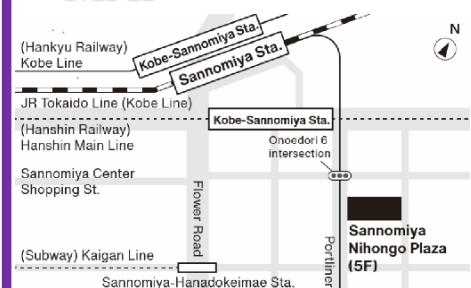 (Hankyu Railway)
Kobe Line
Kobe-Sannomiya Sta.
Sannomiya Sta.
N
JR Tokaido Line (Kobe Line)
(Hanshin Railway)
Hanshin Main Line
Kobe-Sannomiya Sta.
Onoedori 6
intersection
Sannomiya Center
Shopping St.
Flower Road
Portliner
Sannomiya
Nihongo Plaza
(5F)
(Subway) Kaigan Line
Sannomiya-Hanadokeimae Sta.